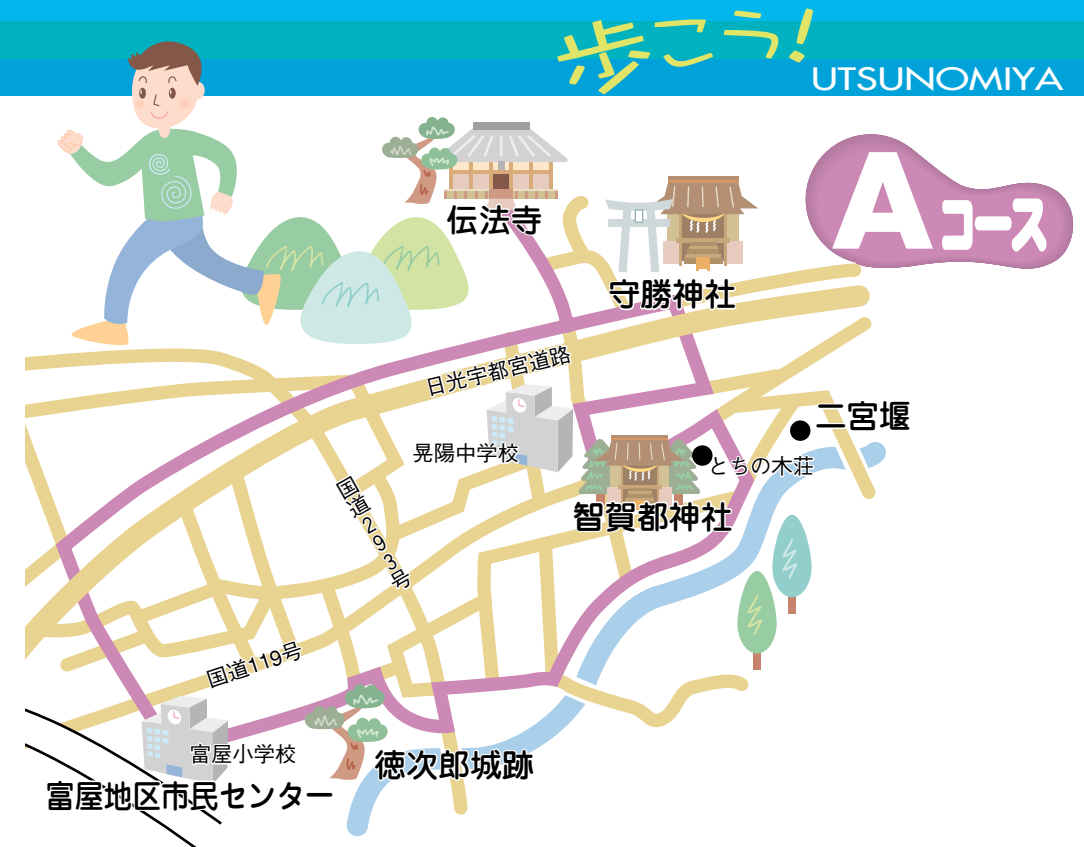 歩こう!
UTSUNOMIYA
Aコース
伝法寺
守勝神社
日光宇都宮道路
二宮堰
晃陽中学校
とちの木荘
国道293号
智賀都神社
国道119号
富屋小学校
徳次郎城跡
富屋地区市民センター